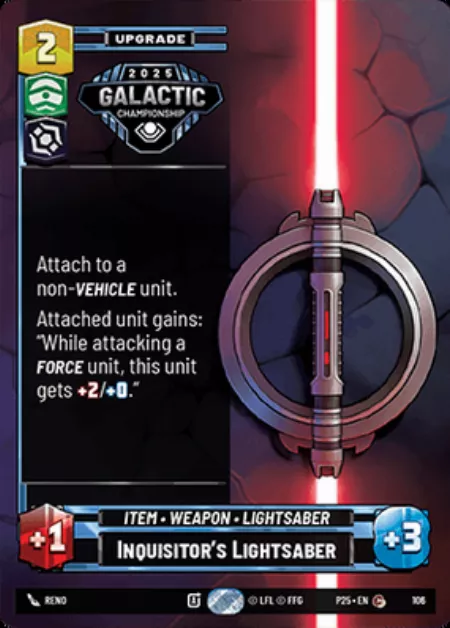 2
UPGRADE
2025
GALACTIC
CHAMPIONSHIP
Attach to a
non-VEHICLE unit.
Attached unit gains:
"While attacking a
FORCE unit, this unit
gets +2/+0."
ITEM • WEAPON • LIGHTSABER
+1
INQUISITOR'S LIGHTSABER
+3
RENO
© LFL © FFG
P25 • EN
106